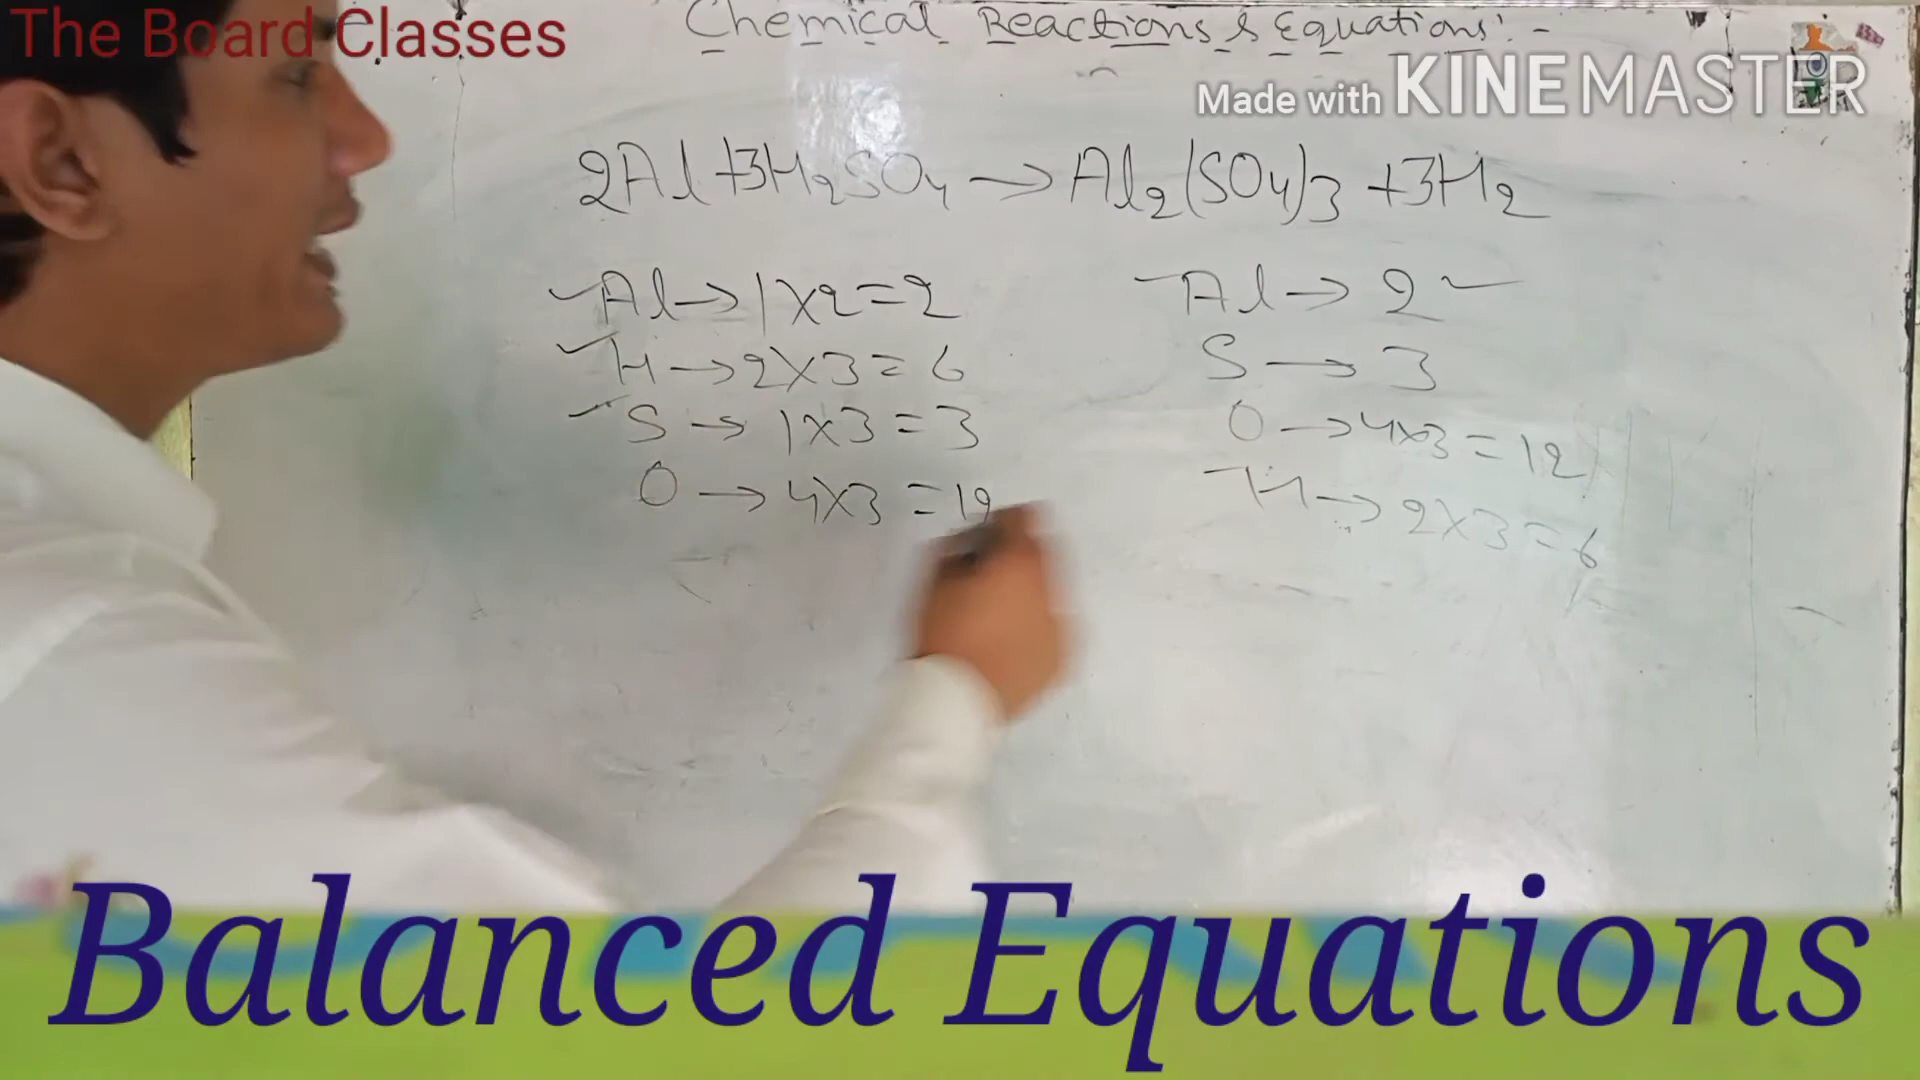 The Board Classes
Chemical Reactions & Equations:-
Made with KINEMASTER
2Al+3H₂SO₄→Al₂(SO₄)₃+3H₂
Al→1×2=2
H→2×3=6
S→1×3=3
O→4×3=12
Al→2
S→3
O→4×3=12
H→2×3=6
Balanced Equations